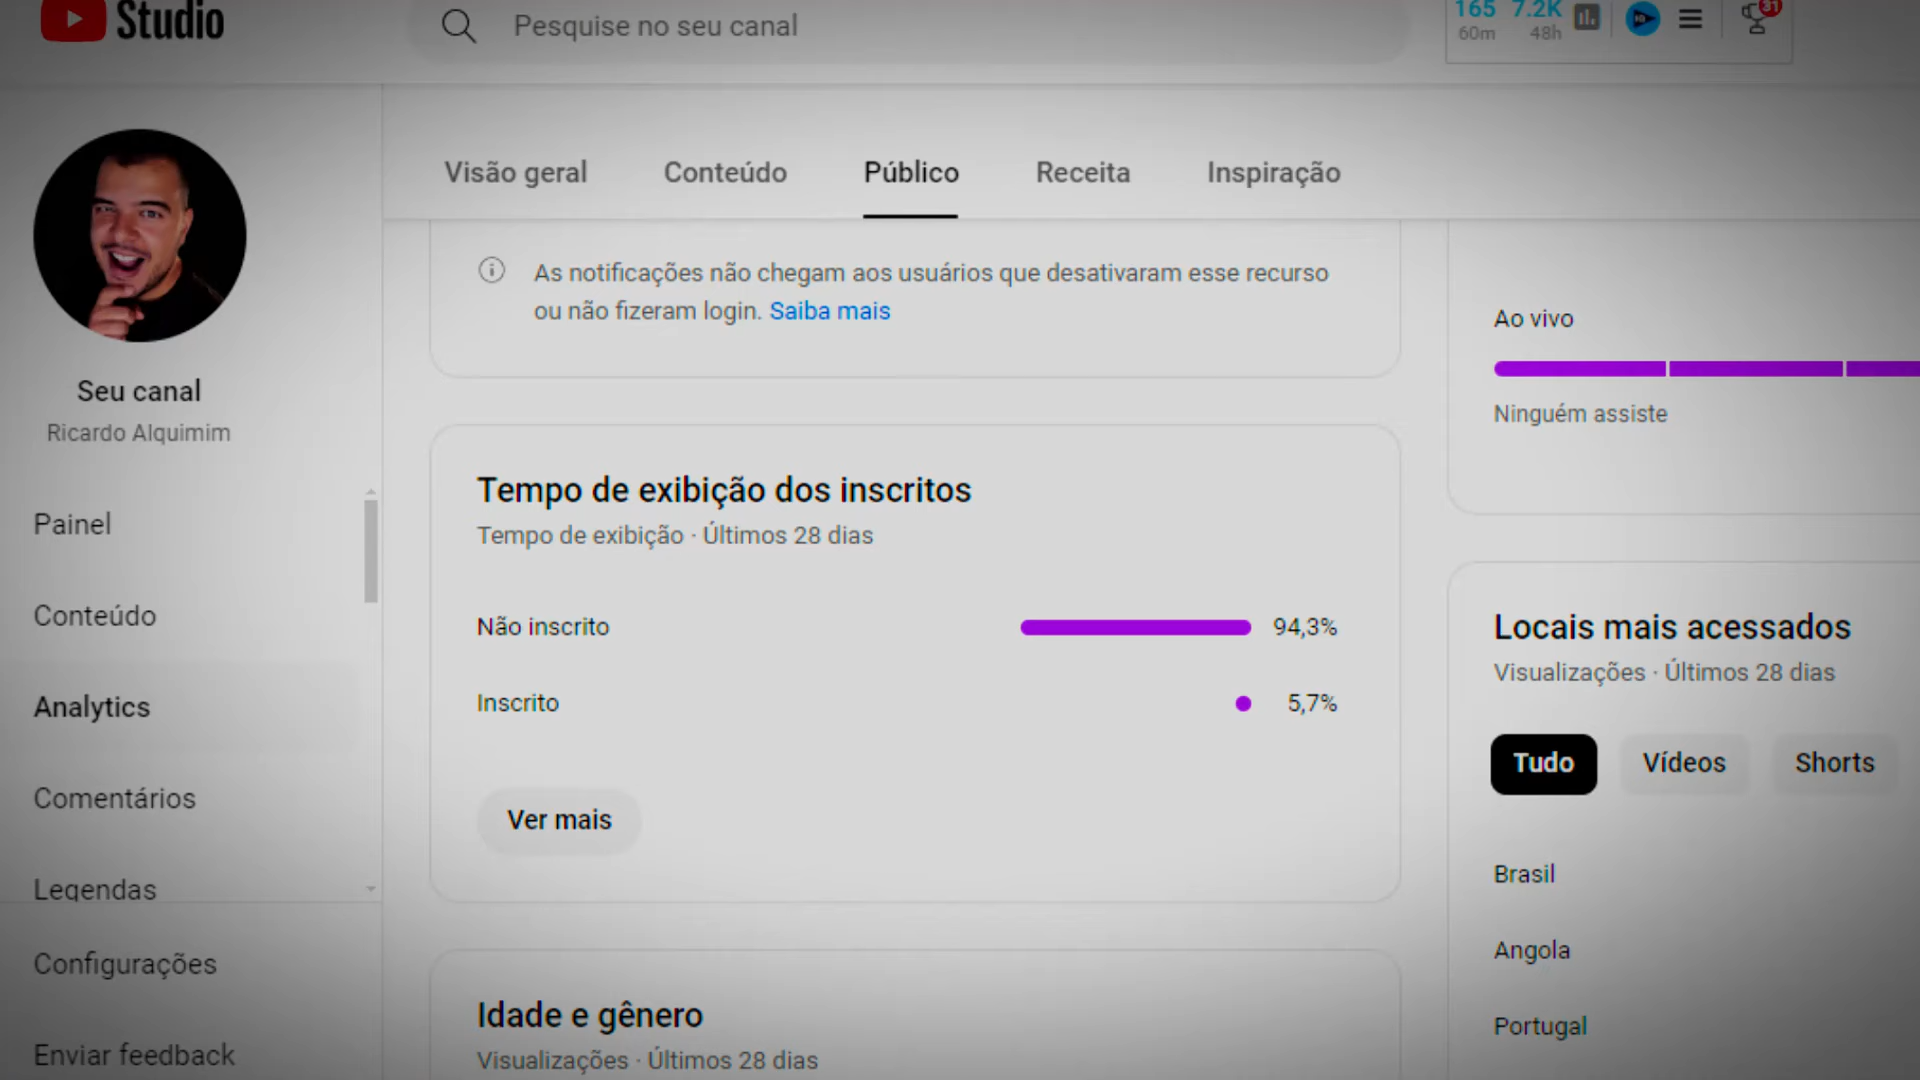 Studio
Pesquise no seu canal
165 7.2K
60m 48h
31
Seu canal
Ricardo Alquimim
Painel
Conteúdo
Analytics
Comentários
Legendas
Configurações
Enviar feedback
Visão geral Conteúdo Público Receita Inspiração
As notificações não chegam aos usuários que desativaram esse recurso
ou não fizeram login. Saiba mais
Tempo de exibição dos inscritos
Tempo de exibição · Últimos 28 dias
Não inscrito 94,3%
Inscrito 5,7%
Ver mais
Idade e gênero
Visualizações · Últimos 28 dias
Ao vivo
Ninguém assiste
Locais mais acessados
Visualizações · Últimos 28 dias
Tudo Vídeos Shorts
Brasil
Angola
Portugal